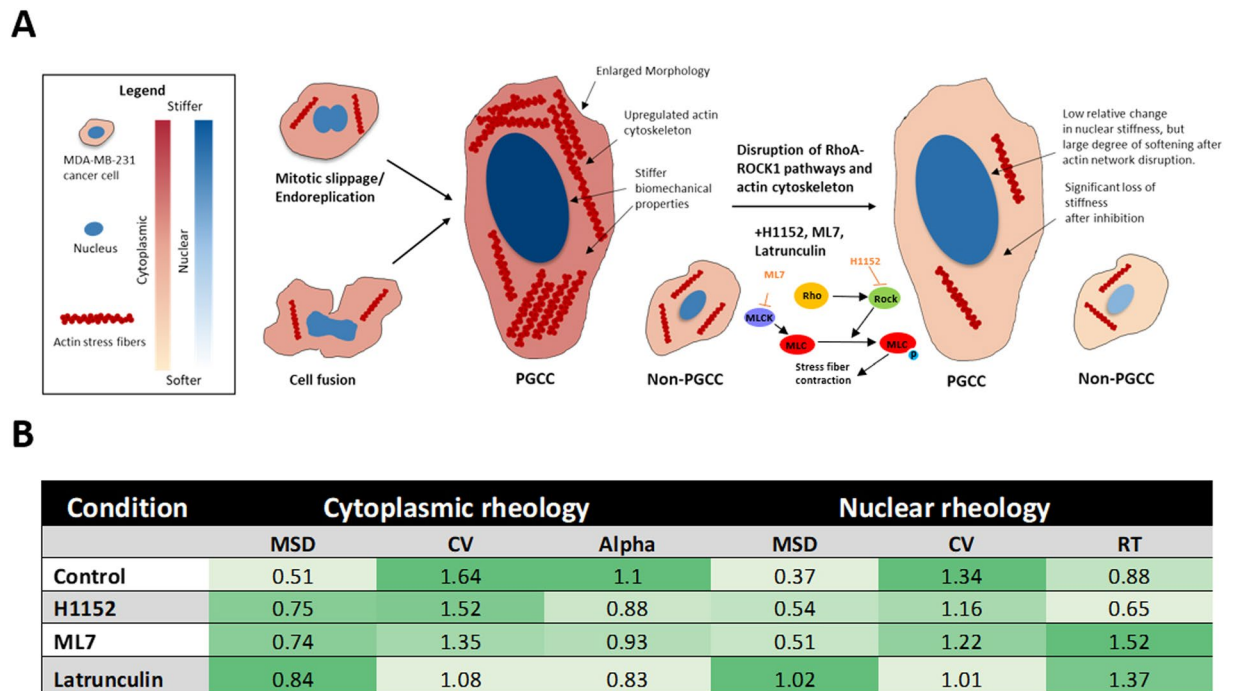 A
Legend
Stiffer
MDA-MB-231
cancer cell
Nucleus
Actin stress fibers
Cytoplasmic
Nuclear
Softer
Mitotic slippage/
Endoreplication
Cell fusion
Enlarged Morphology
Upregulated actin
cytoskeleton
Stiffer
biomechanical
properties
PGCC
Non-PGCC
Disruption of RhoA-
ROCK1 pathways and
actin cytoskeleton
+H1152, ML7,
Latrunculin
ML7
H1152
Rho
Rock
MLCK
MLC
MLC
P
Stress fiber
contraction
Low relative change
in nuclear stiffness, but
large degree of softening after
actin network disruption.
Significant loss of
stiffness
after inhibition
PGCC
Non-PGCC
B
Condition Cytoplasmic rheology Nuclear rheology
MSD CV Alpha MSD CV RT
Control 0.51 1.64 1.1 0.37 1.34 0.88
H1152 0.75 1.52 0.88 0.54 1.16 0.65
ML7 0.74 1.35 0.93 0.51 1.22 1.52
Latrunculin 0.84 1.08 0.83 1.02 1.01 1.37